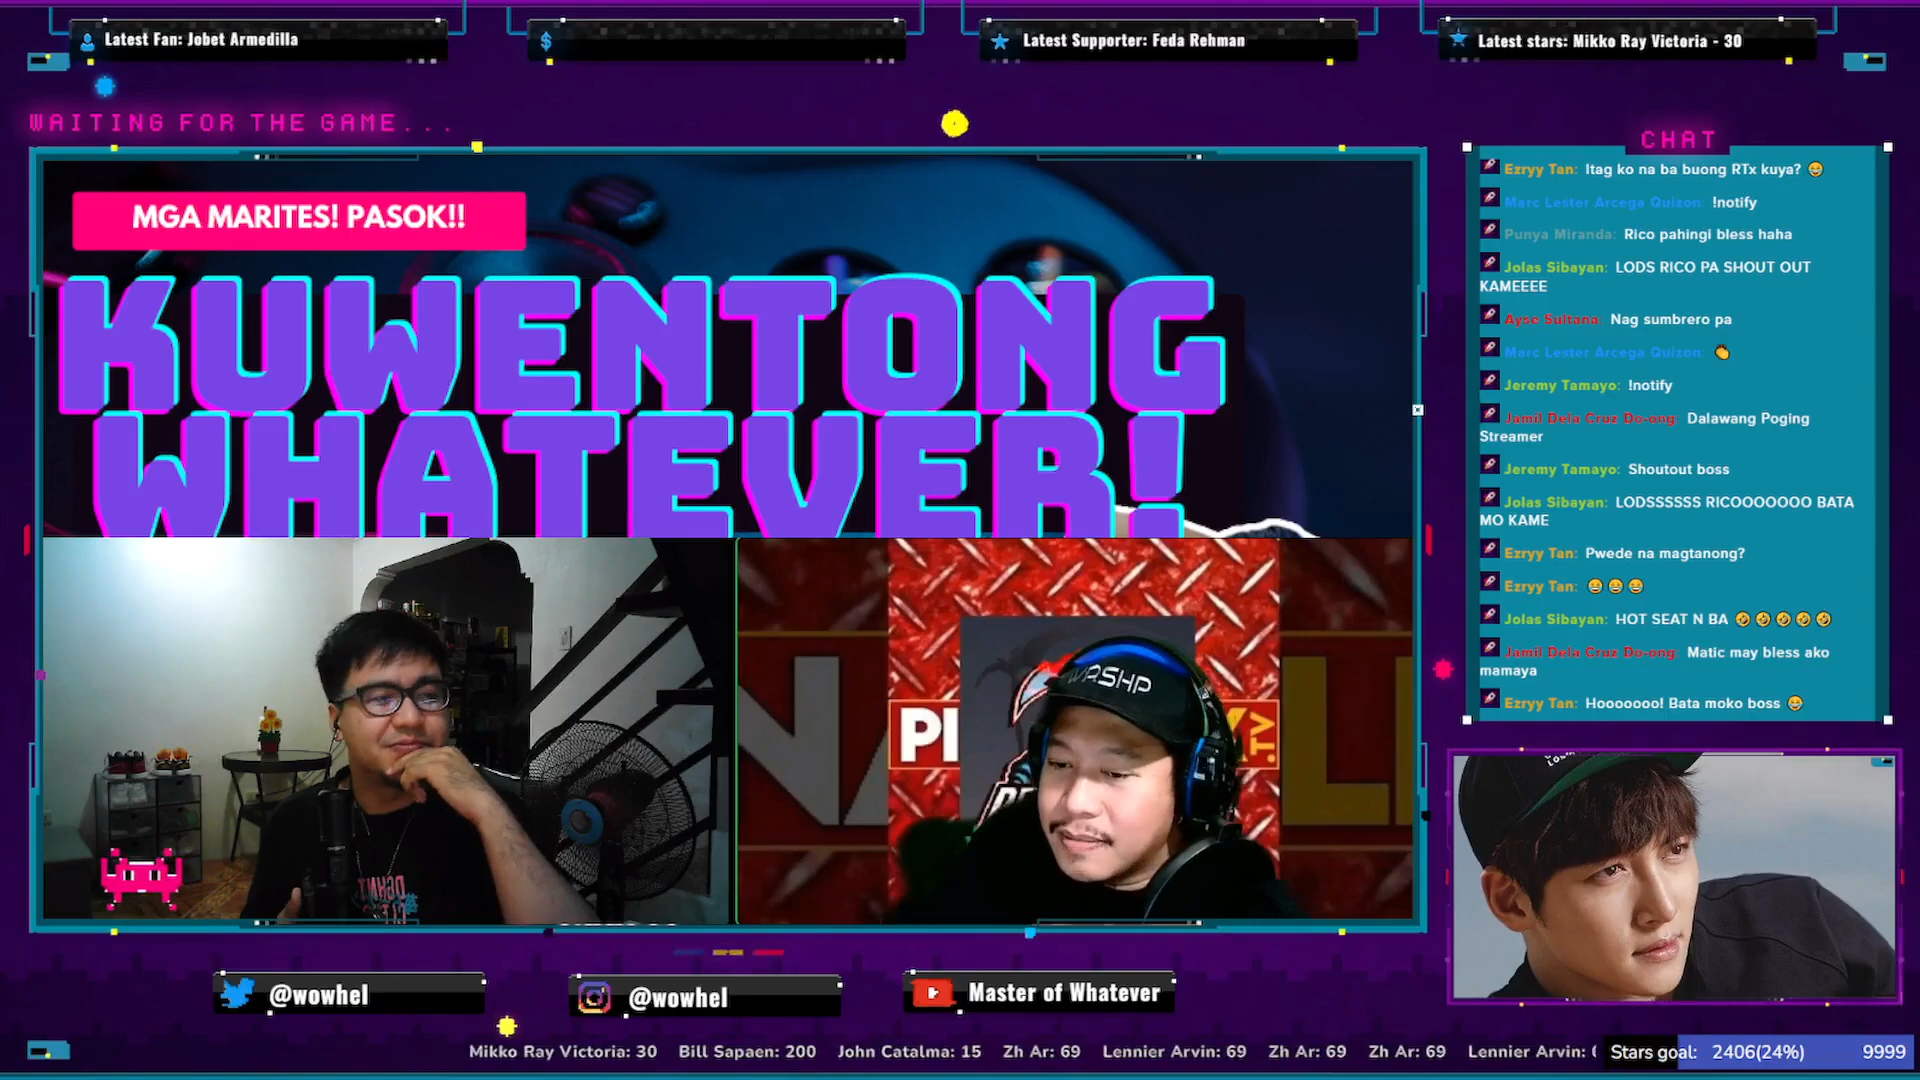 Latest Fan: Jobet Armedilla
$
Latest Supporter: Feda Rehman
Latest stars: Mikko Ray Victoria - 30
WAITING FOR THE GAME...
MGA MARITES! PASOK!!
KUWENTONG
WHATEVER!
WASHP
PI
.TV
CHAT
Ezryy Tan: Itag ko na ba buong RTx kuya? 😂
Marc Lester Arcega Quizon: !notify
Punya Miranda: Rico pahingi bless haha
Jolas Sibayan: LODS RICO PA SHOUT OUT
KAMEEEE
Ayse Sultana: Nag sumbrero pa
Marc Lester Arcega Quizon: 👏
Jeremy Tamayo: !notify
Jamil Dela Cruz Do-ong: Dalawang Poging
Streamer
Jeremy Tamayo: Shoutout boss
Jolas Sibayan: LODSSSSSS RICOOOOOOO BATA
MO KAME
Ezryy Tan: Pwede na magtanong?
Ezryy Tan: 😂😂😂
Jolas Sibayan: HOT SEAT N BA 🤣🤣🤣🤣🤣
Jamil Dela Cruz Do-ong: Matic may bless ako
mamaya
Ezryy Tan: Hooooooo! Bata moko boss 😂
@wowhel
@wowhel
Master of Whatever
Mikko Ray Victoria: 30 Bill Sapaen: 200 John Catalma: 15 Zh Ar: 69 Lennier Arvin: 69 Zh Ar: 69 Zh Ar: 69 Lennier Arvin:
Stars goal: 2406(24%) 9999